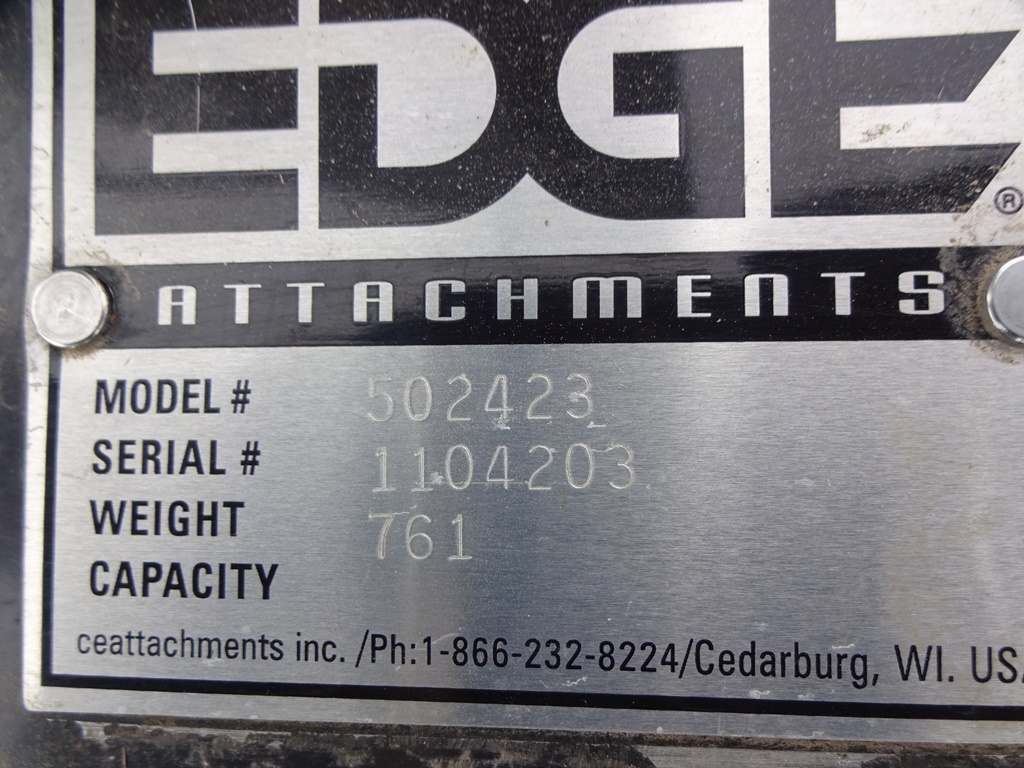 EDGE ®
ATTACHMENTS
MODEL # 502423
SERIAL # 1104203
WEIGHT 761
CAPACITY
ceattachments inc. /Ph:1-866-232-8224/Cedarburg, WI. US